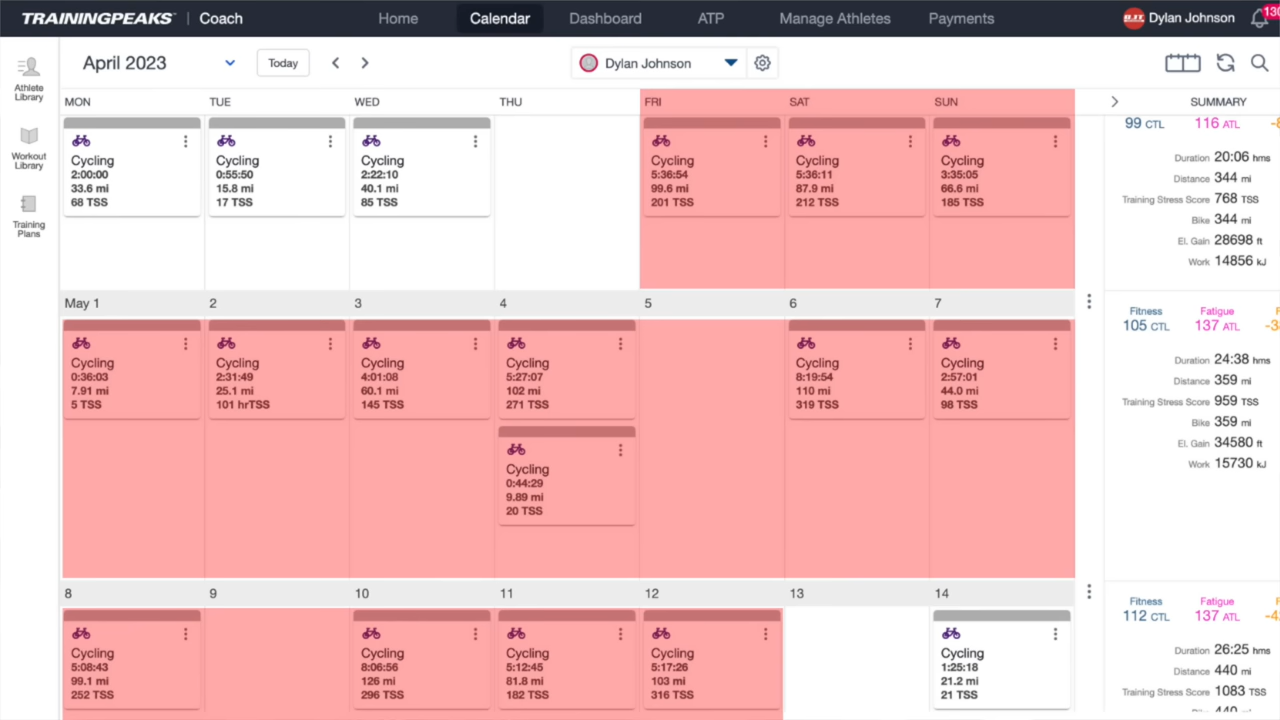 TRAININGPEAKS | Coach Home Calendar Dashboard ATP Manage Athletes Payments Dylan Johnson
April 2023 Today Dylan Johnson
Athlete Library
Workout Library
Training Plans
MON TUE WED THU FRI SAT SUN SUMMARY
Cycling
2:00:00
33.6 mi
68 TSS
Cycling
0:55:50
15.8 mi
17 TSS
Cycling
2:22:10
40.1 mi
85 TSS
Cycling
5:36:54
99.6 mi
201 TSS
Cycling
5:36:11
87.9 mi
212 TSS
Cycling
3:35:05
66.6 mi
185 TSS
99 CTL 116 ATL
Duration 20:06 hms
Distance 344 mi
Training Stress Score 768 TSS
Bike 344 mi
El. Gain 28698 ft
Work 14856 kJ
May 1 2 3 4 5 6 7
Cycling
0:36:03
7.91 mi
5 TSS
Cycling
2:31:49
25.1 mi
101 hrTSS
Cycling
4:01:08
60.1 mi
145 TSS
Cycling
5:27:07
102 mi
271 TSS
Cycling
0:44:29
9.89 mi
20 TSS
Cycling
8:19:54
110 mi
319 TSS
Cycling
2:57:01
44.0 mi
98 TSS
Fitness Fatigue
105 CTL 137 ATL
Duration 24:38 hms
Distance 359 mi
Training Stress Score 959 TSS
Bike 359 mi
El. Gain 34580 ft
Work 15730 kJ
8 9 10 11 12 13 14
Cycling
5:08:43
99.1 mi
252 TSS
Cycling
8:06:56
126 mi
296 TSS
Cycling
5:12:45
81.8 mi
182 TSS
Cycling
5:17:26
103 mi
316 TSS
Cycling
1:25:18
21.2 mi
21 TSS
Fitness Fatigue
112 CTL 137 ATL
Duration 26:25 hms
Distance 440 mi
Training Stress Score 1083 TSS